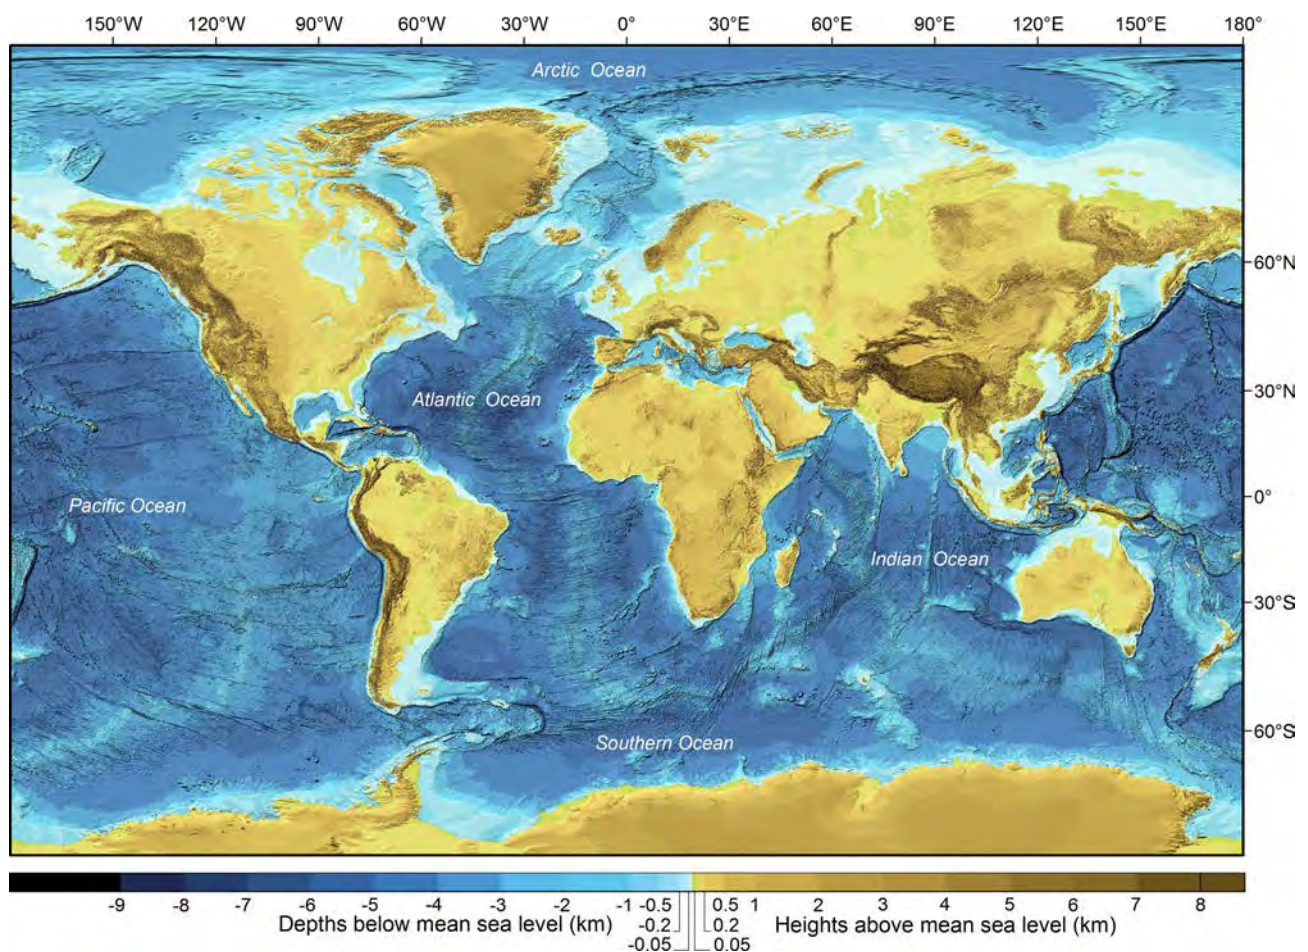 150°W 120°W 90°W 60°W 30°W 0° 30°E 60°E 90°E 120°E 150°E 180°
Arctic Ocean
60°N
30°N
Atlantic Ocean
0°
Pacific Ocean
Indian Ocean
30°S
60°S
Southern Ocean
-9 -8 -7 -6 -5 -4 -3 -2 -1 -0.5 0.5 1 2 3 4 5 6 7 8
Depths below mean sea level (km) -0.2 0.2 Heights above mean sea level (km)
-0.05 0.05